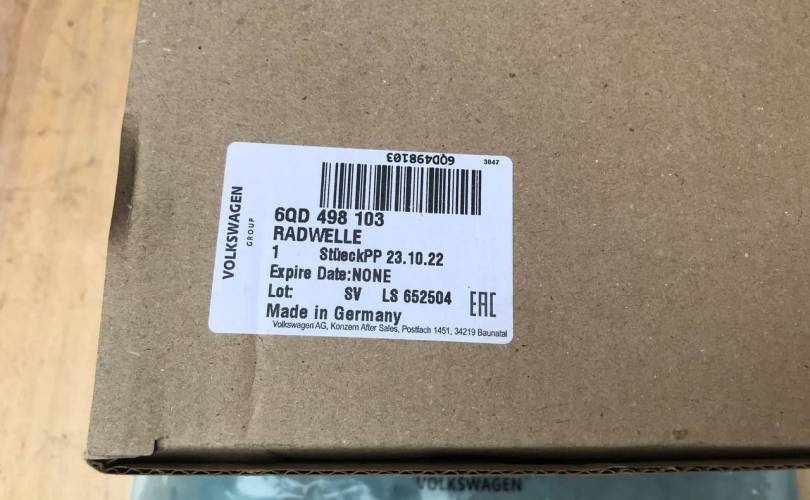 6QD498103
3847
VOLKSWAGEN
GROUP
6QD 498 103
RADWELLE
1 StüeckPP 23.10.22
Expire Date:NONE
Lot: SV LS 652504
EAC
Made in Germany
Volkswagen AG, Konzern After Sales, Postfach 1451, 34219 Baunatal
VOLKSWAGEN